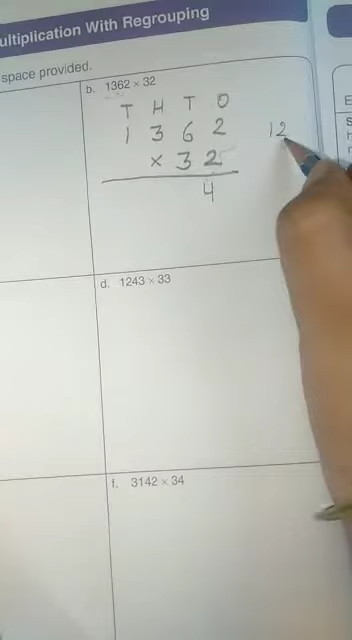 ultiplication With Regrouping
space provided.
b. 1362 × 32
T H T O
1 3 6 2
× 3 2
4
12
d. 1243 × 33
f. 3142 × 34